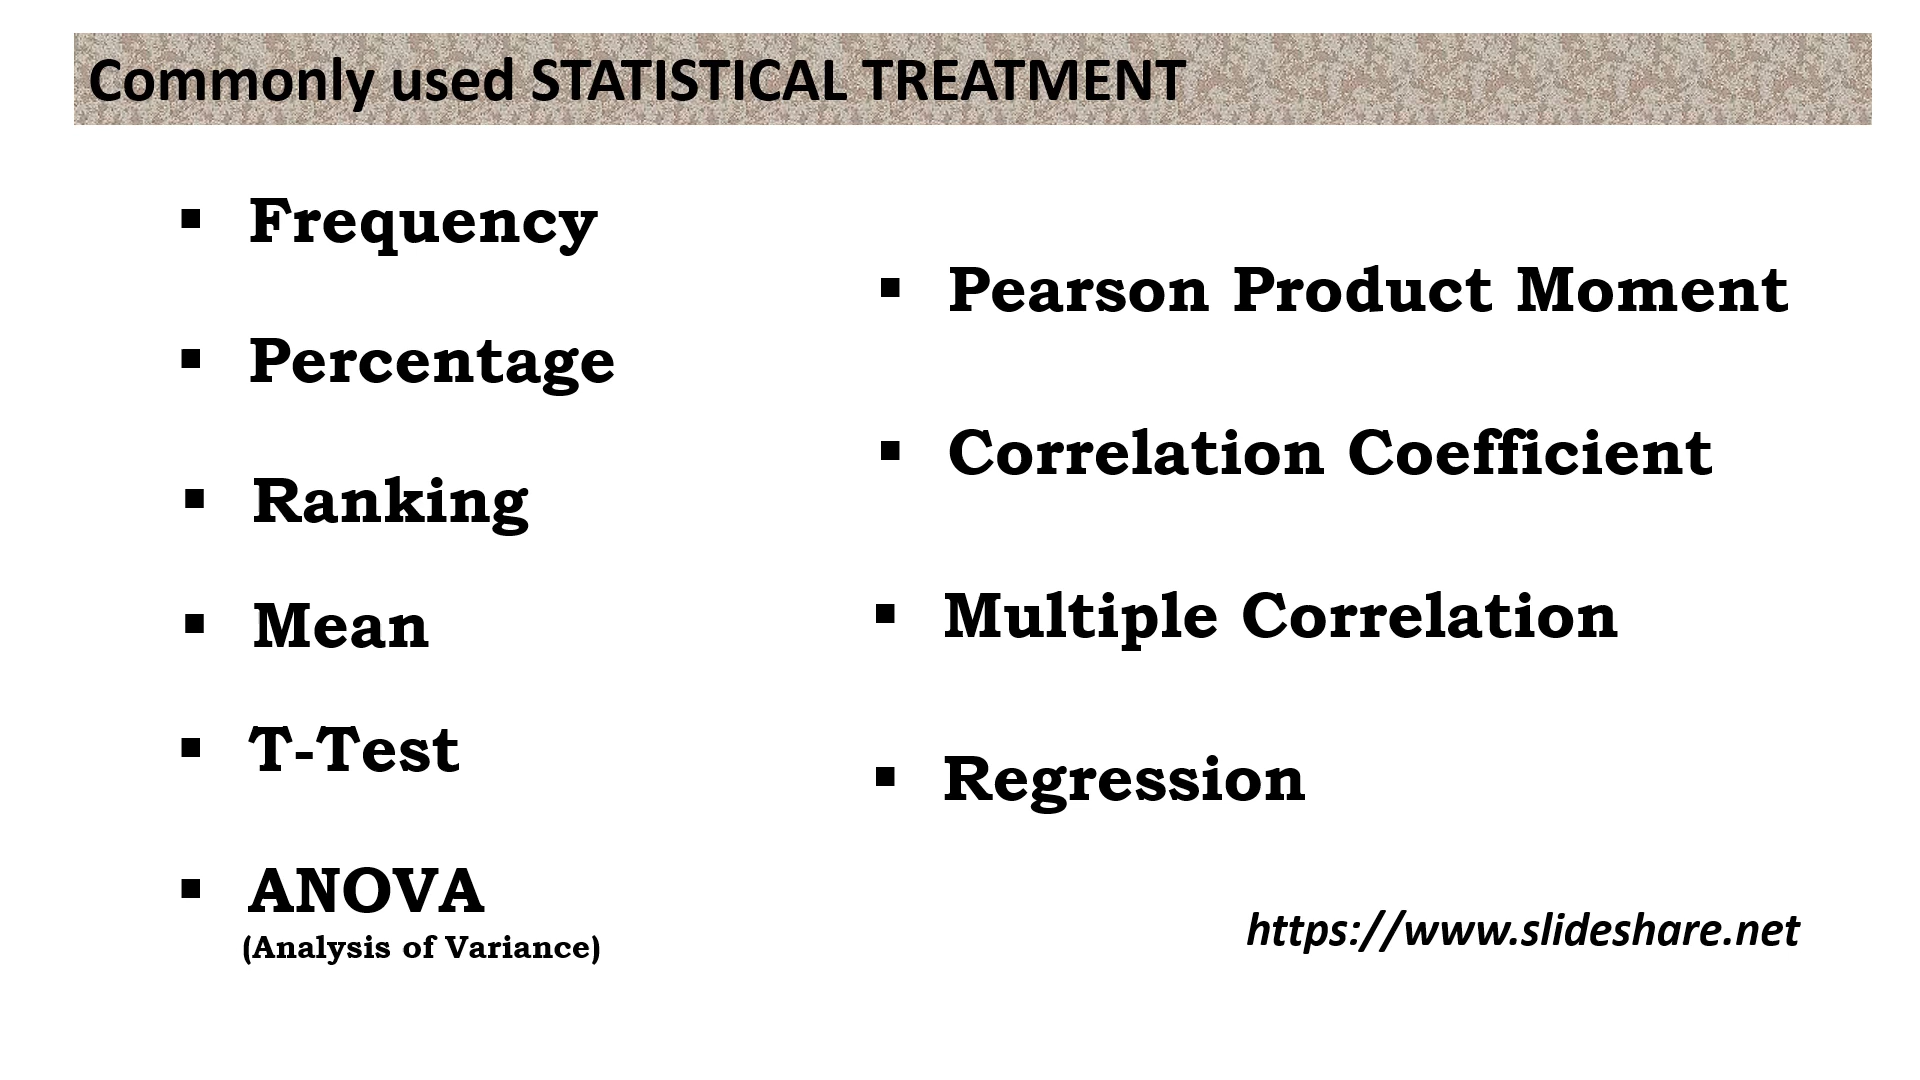 Commonly used STATISTICAL TREATMENT
▪ Frequency
▪ Percentage
▪ Ranking
▪ Mean
▪ T-Test
▪ ANOVA
(Analysis of Variance)
▪ Pearson Product Moment
▪ Correlation Coefficient
▪ Multiple Correlation
▪ Regression
https://www.slideshare.net